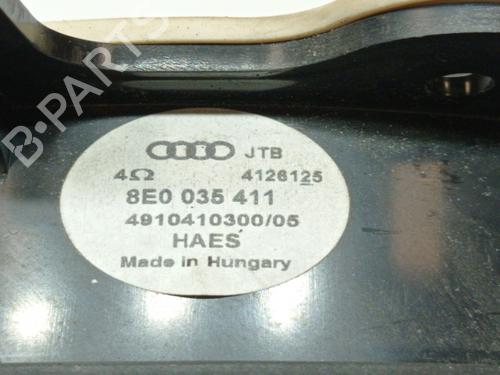 B-PARTS
JTB
4Ω 4126125
8E0 035 411
4910410300/05
HAES
Made in Hungary